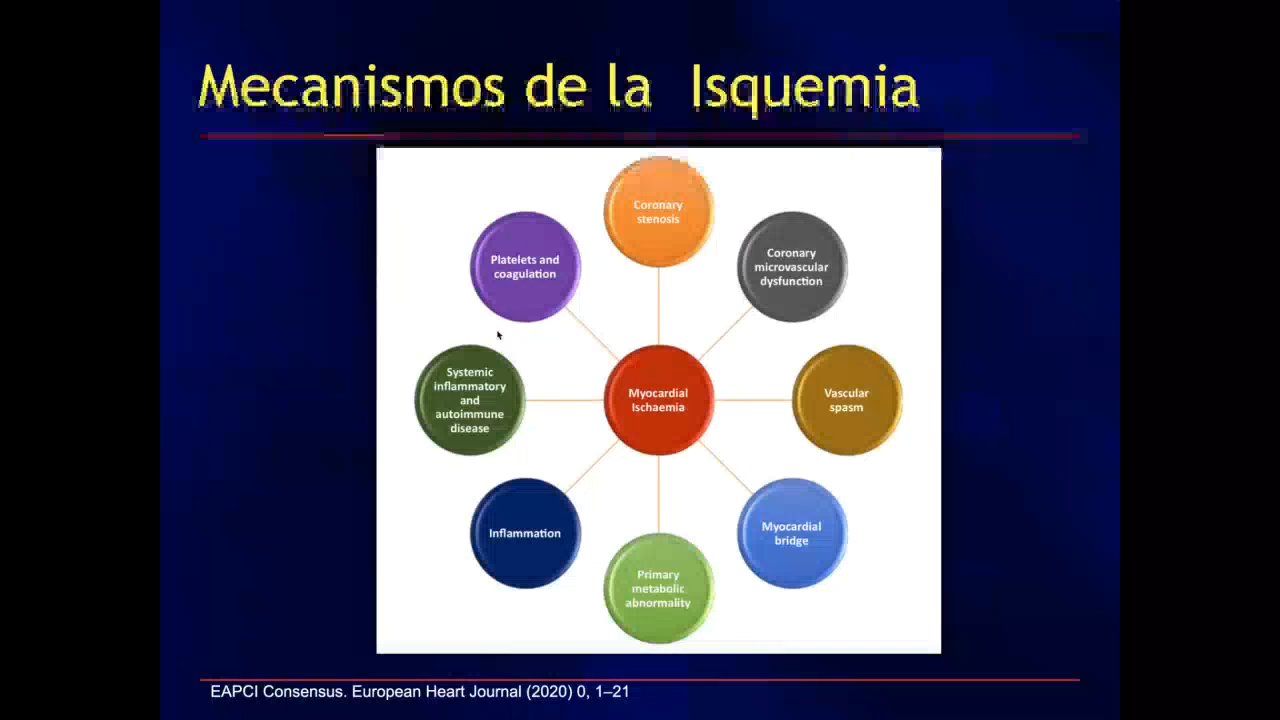 Mecanismos de la Isquemia
Coronary
stenosis
Platelets and
coagulation
Coronary
microvascular
dysfunction
Systemic
inflammatory
and
autoimmune
disease
Myocardial
Ischaemia
Vascular
spasm
Inflammation
Myocardial
bridge
Primary
metabolic
abnormality
EAPCI Consensus. European Heart Journal (2020) 0, 1–21